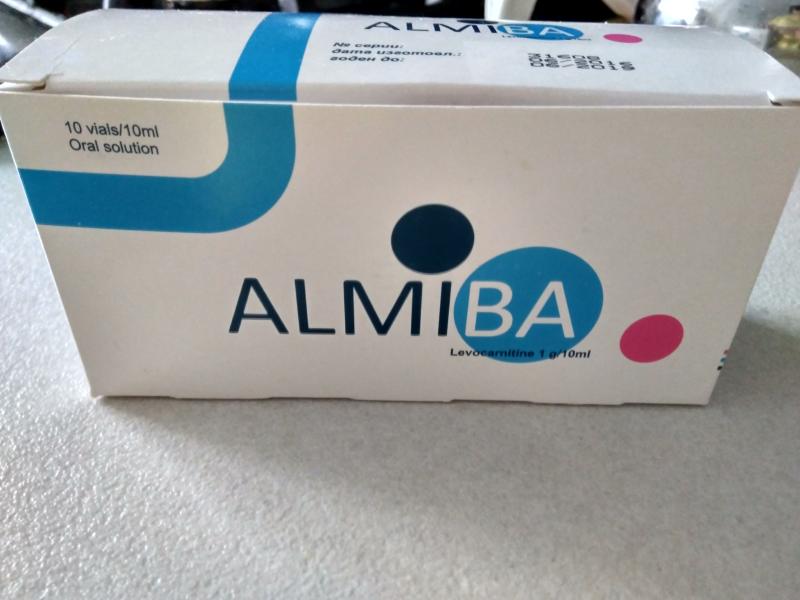 ALMIBA
№ серии:
дата изготовл.:
годен до:
10 vials/10ml
Oral solution
ALMIBA
Levocarnitine 1 g/10ml